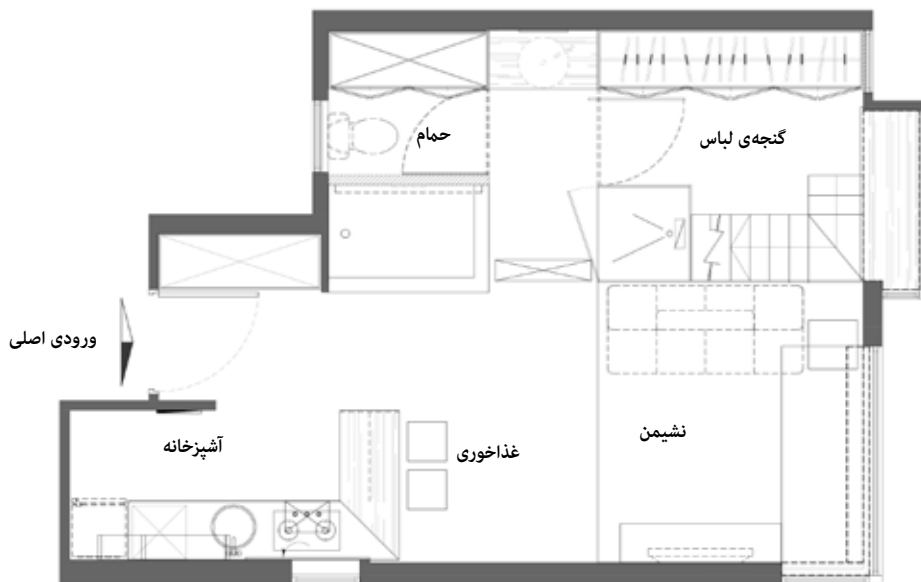 حمام
گنجه‌ی لباس
ورودی اصلی
نشیمن
غذاخوری
آشپزخانه